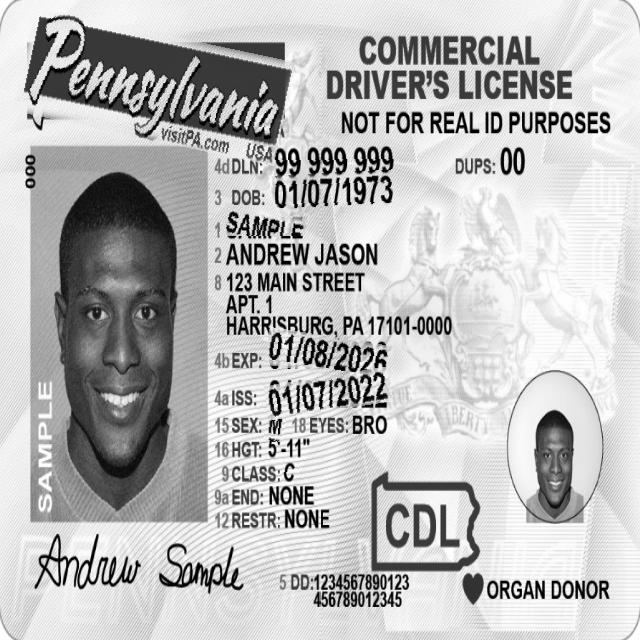 Pennsylvania
visitPA.com USA
COMMERCIAL
DRIVER'S LICENSE
NOT FOR REAL ID PURPOSES
000
4d DLN: 99 999 999 DUPS: 00
3 DOB: 01/07/1973
1 SAMPLE
2 ANDREW JASON
8 123 MAIN STREET
APT. 1
HARRISBURG, PA 17101-0000
4b EXP: 01/08/2026
4a ISS: 01/07/2022
15 SEX: M 18 EYES: BRO
16 HGT: 5'-11"
9 CLASS: C
9a END: NONE
12 RESTR: NONE
SAMPLE
CDL
Andrew Sample
5 DD: 1234567890123
456789012345
ORGAN DONOR